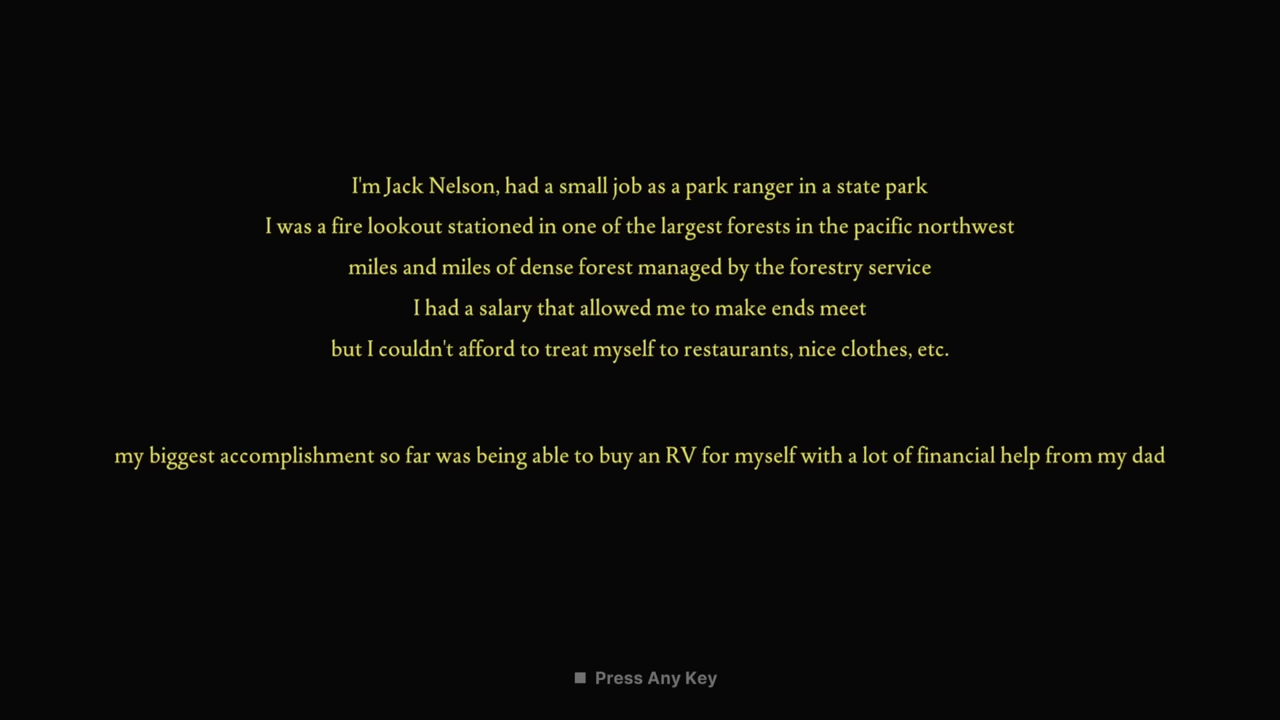 I'm Jack Nelson, had a small job as a park ranger in a state park
I was a fire lookout stationed in one of the largest forests in the pacific northwest
miles and miles of dense forest managed by the forestry service
I had a salary that allowed me to make ends meet
but I couldn't afford to treat myself to restaurants, nice clothes, etc.
my biggest accomplishment so far was being able to buy an RV for myself with a lot of financial help from my dad
Press Any Key